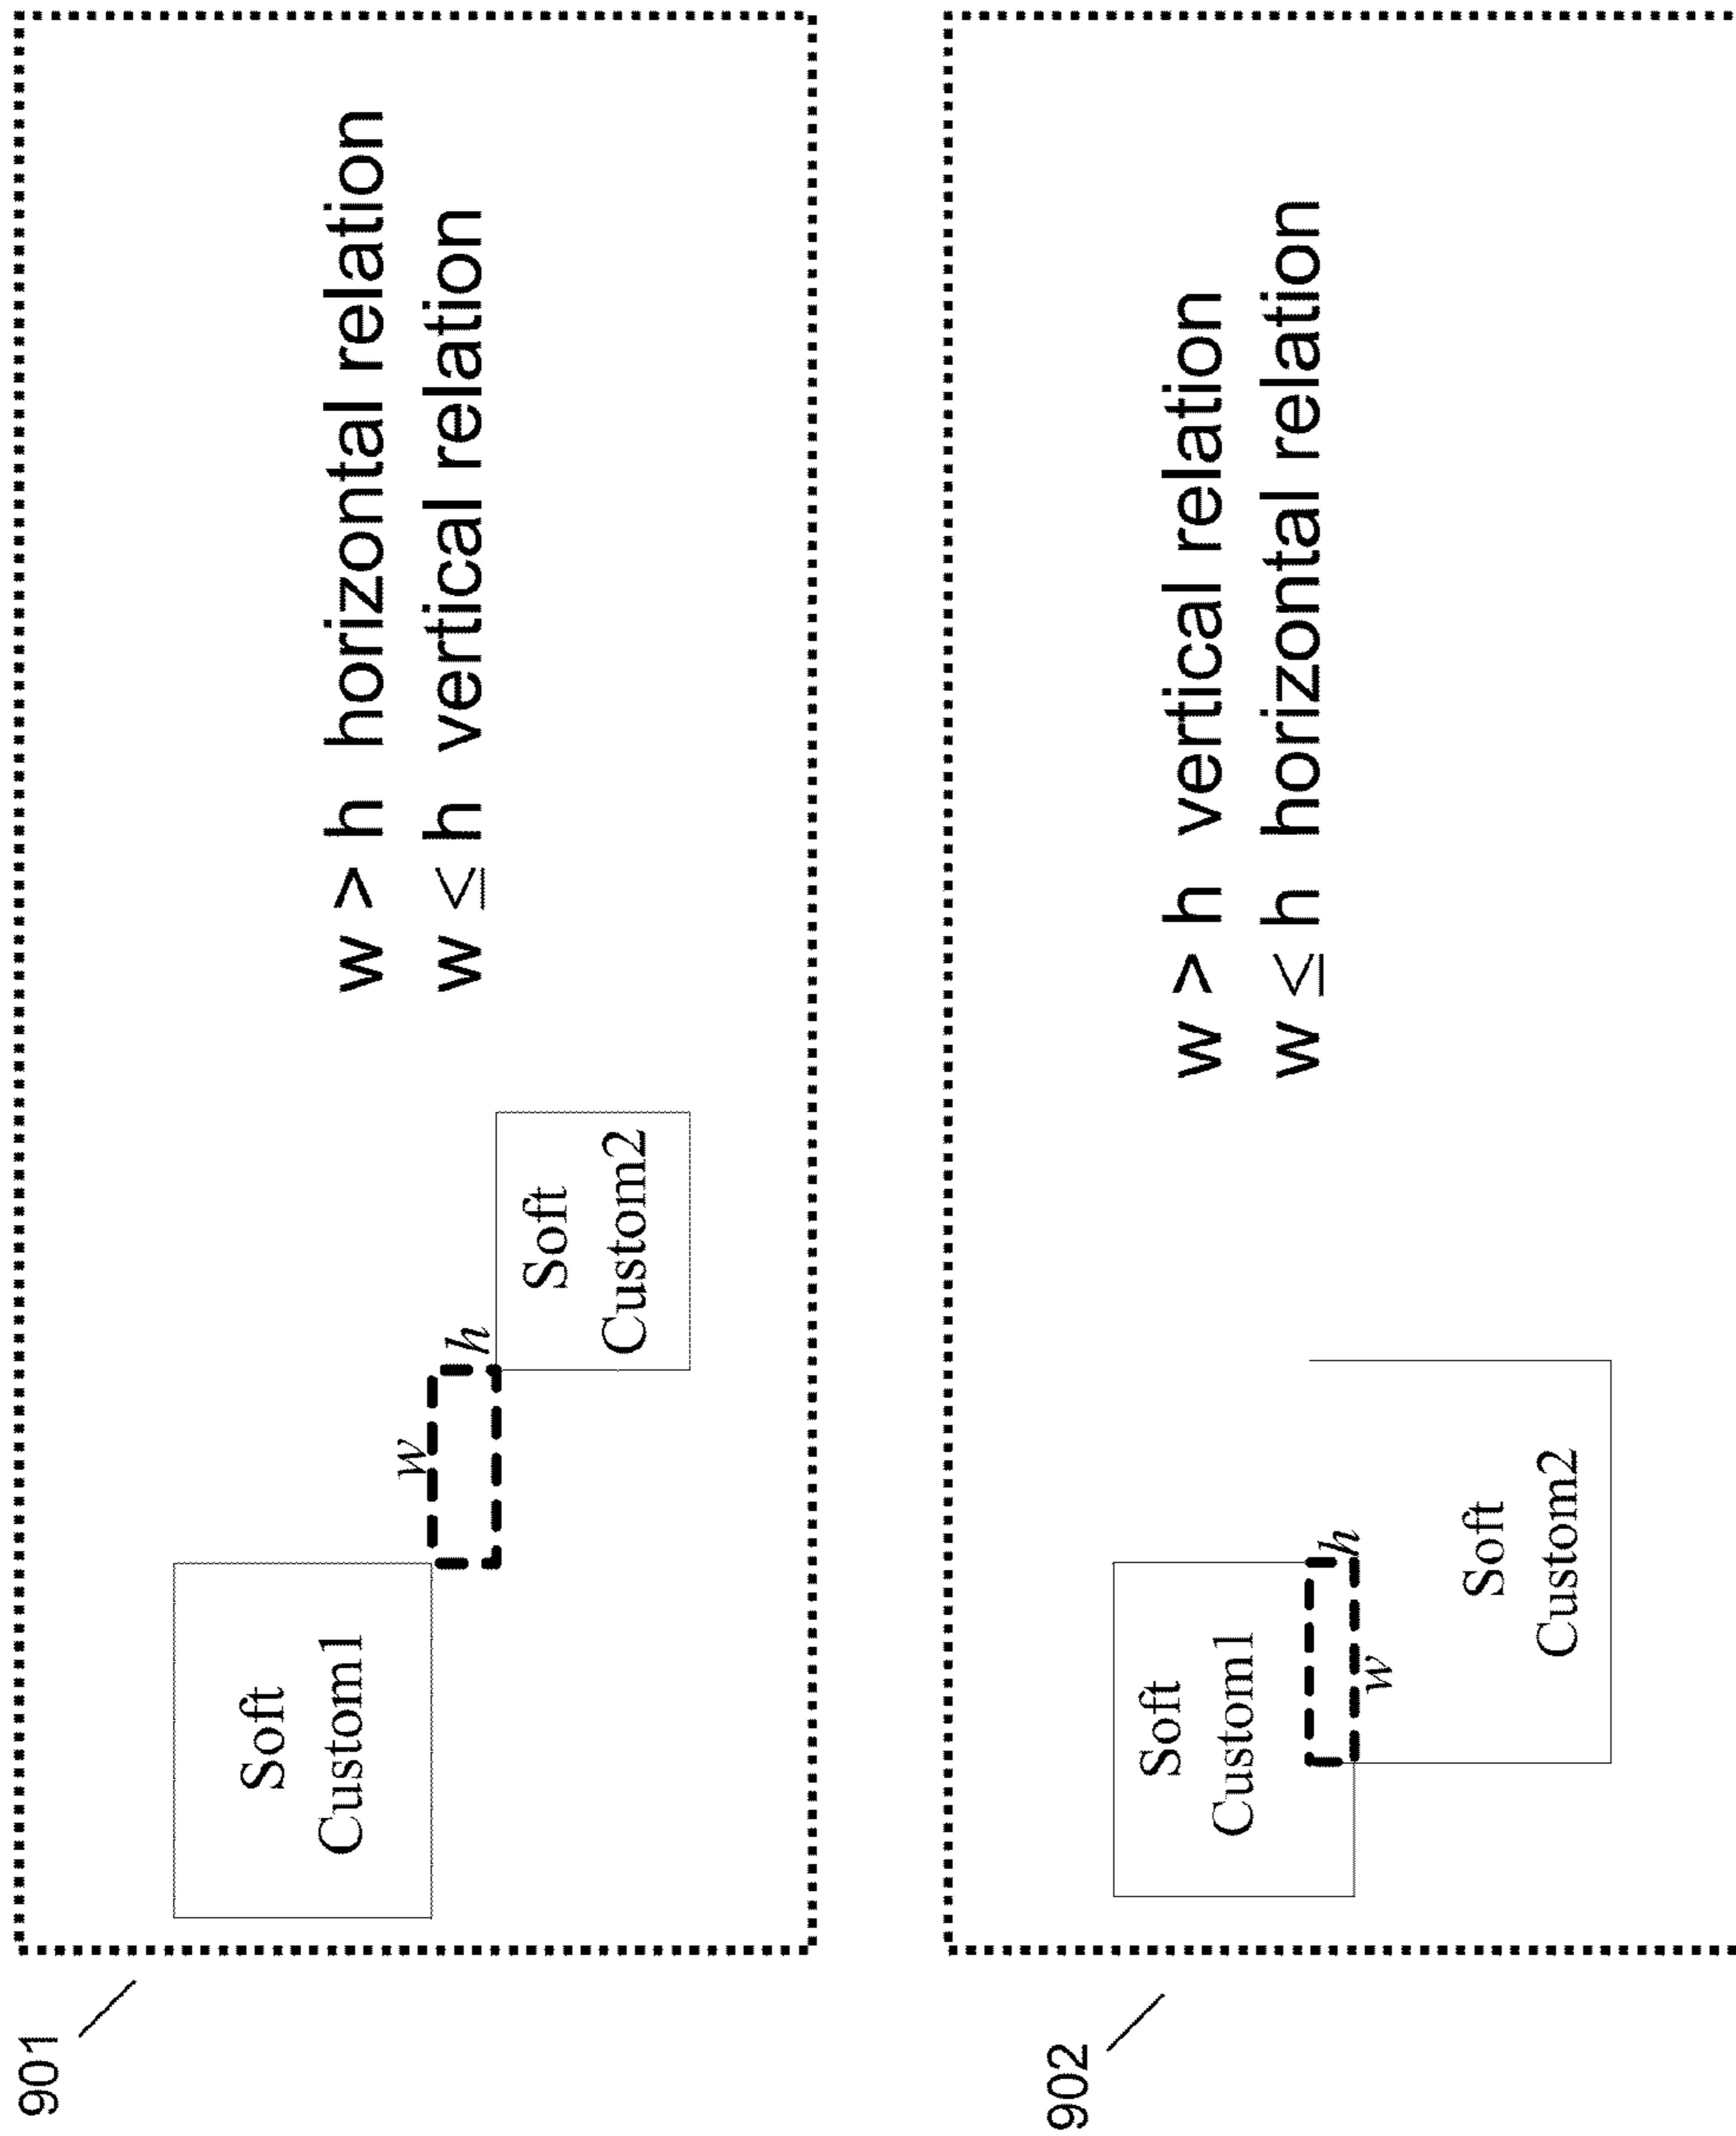 901
Soft
Custom1
w
h
Soft
Custom2
w > h horizontal relation
w ≤ h vertical relation
902
Soft
Custom1
h
w
Soft
Custom2
w > h vertical relation
w ≤ h horizontal relation